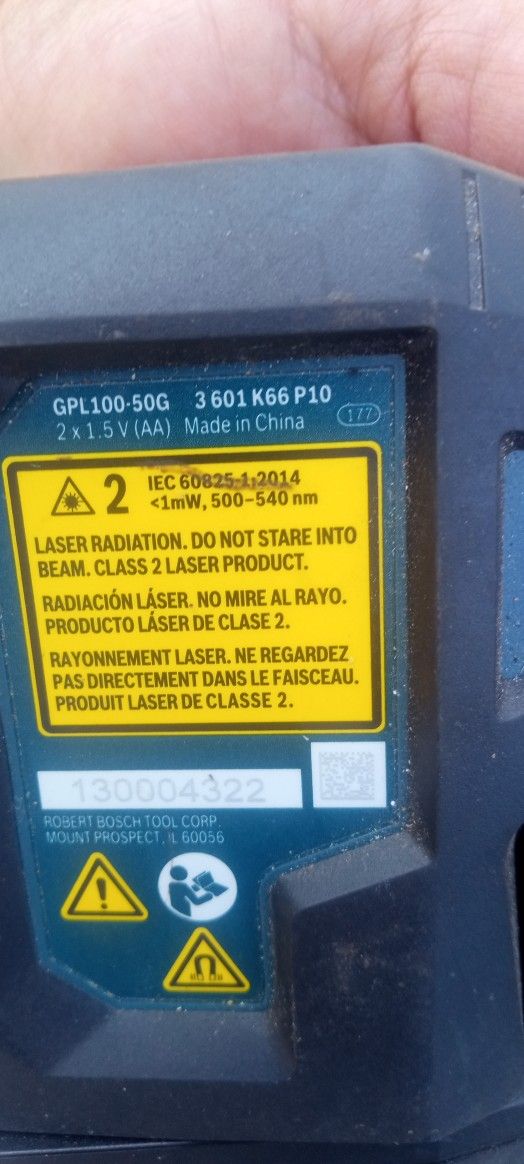 GPL100-50G 3 601 K66 P10
2 x 1.5 V (AA) Made in China 177
2 IEC 60825-1:2014
<1mW, 500-540 nm
LASER RADIATION. DO NOT STARE INTO
BEAM. CLASS 2 LASER PRODUCT.
RADIACIÓN LÁSER. NO MIRE AL RAYO.
PRODUCTO LÁSER DE CLASE 2.
RAYONNEMENT LASER. NE REGARDEZ
PAS DIRECTEMENT DANS LE FAISCEAU.
PRODUIT LASER DE CLASSE 2.
130004322
ROBERT BOSCH TOOL CORP.
MOUNT PROSPECT, IL 60056